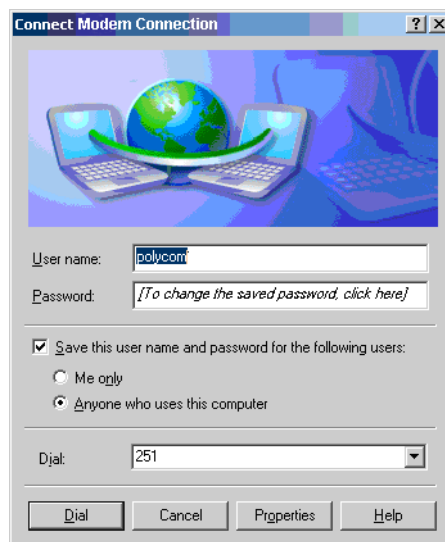 Connect Modem Connection
User name: polycom
Password: [To change the saved password, click here]
Save this user name and password for the following users:
Me only
Anyone who uses this computer
Dial: 251
Dial Cancel Properties Help